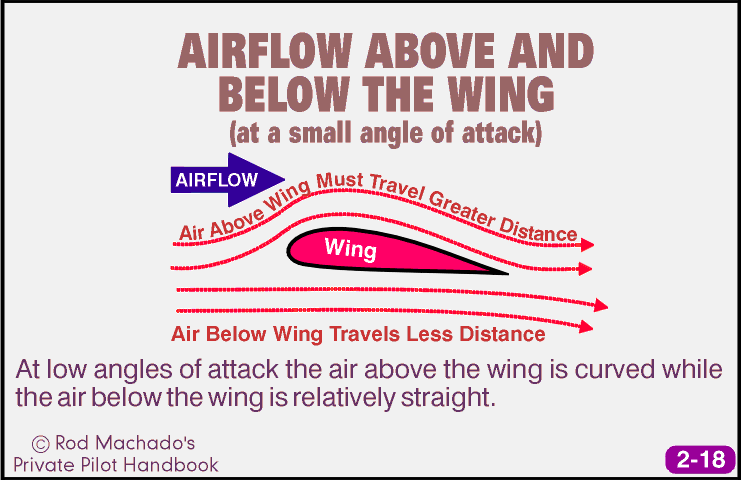 AIRFLOW ABOVE AND
BELOW THE WING
(at a small angle of attack)
AIRFLOW
Air Above Wing Must Travel Greater Distance
Wing
Air Below Wing Travels Less Distance
At low angles of attack the air above the wing is curved while
the air below the wing is relatively straight.
© Rod Machado's
Private Pilot Handbook
2-18